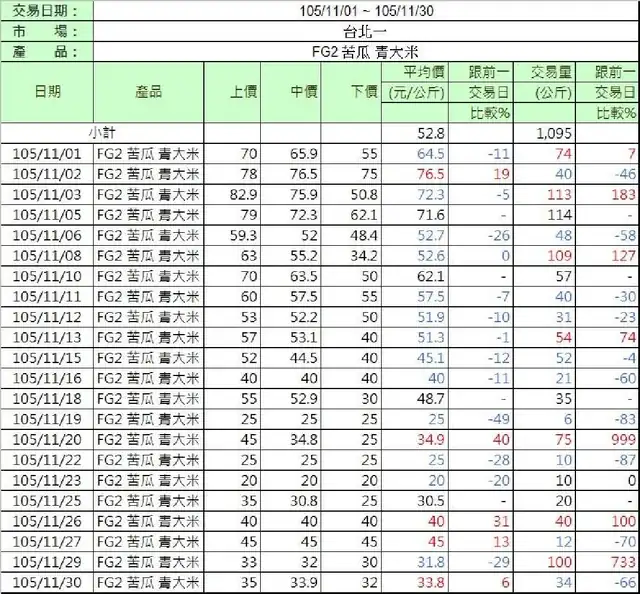 交易日期： 105/11/01 ~ 105/11/30
市　場： 台北一
產　品： FG2 苦瓜 青大米
日期 產品 上價 中價 下價 平均價 (元/公斤) 跟前一 交易日 比較% 交易量 (公斤) 跟前一 交易日 比較%
小計 52.8 1,095
105/11/01 FG2 苦瓜 青大米 70 65.9 55 64.5 -11 74 7
105/11/02 FG2 苦瓜 青大米 78 76.5 75 76.5 19 40 -46
105/11/03 FG2 苦瓜 青大米 82.9 75.9 50.8 72.3 -5 113 183
105/11/05 FG2 苦瓜 青大米 79 72.3 62.1 71.6 - 114 -
105/11/06 FG2 苦瓜 青大米 59.3 52 48.4 52.7 -26 48 -58
105/11/08 FG2 苦瓜 青大米 63 55.2 34.2 52.6 0 109 127
105/11/10 FG2 苦瓜 青大米 70 63.5 50 62.1 - 57 -
105/11/11 FG2 苦瓜 青大米 60 57.5 55 57.5 -7 40 -30
105/11/12 FG2 苦瓜 青大米 53 52.2 50 51.9 -10 31 -23
105/11/13 FG2 苦瓜 青大米 57 53.1 40 51.3 -1 54 74
105/11/15 FG2 苦瓜 青大米 52 44.5 40 45.1 -12 52 -4
105/11/16 FG2 苦瓜 青大米 40 40 40 40 -11 21 -60
105/11/18 FG2 苦瓜 青大米 55 52.9 30 48.7 - 35 -
105/11/19 FG2 苦瓜 青大米 25 25 25 25 -49 6 -83
105/11/20 FG2 苦瓜 青大米 45 34.8 25 34.9 40 75 999
105/11/22 FG2 苦瓜 青大米 25 25 25 25 -28 10 -87
105/11/23 FG2 苦瓜 青大米 20 20 20 20 -20 10 0
105/11/25 FG2 苦瓜 青大米 35 30.8 25 30.5 - 20 -
105/11/26 FG2 苦瓜 青大米 40 40 40 40 31 40 100
105/11/27 FG2 苦瓜 青大米 45 45 45 45 13 12 -70
105/11/29 FG2 苦瓜 青大米 33 32 30 31.8 -29 100 733
105/11/30 FG2 苦瓜 青大米 35 33.9 32 33.8 6 34 -66